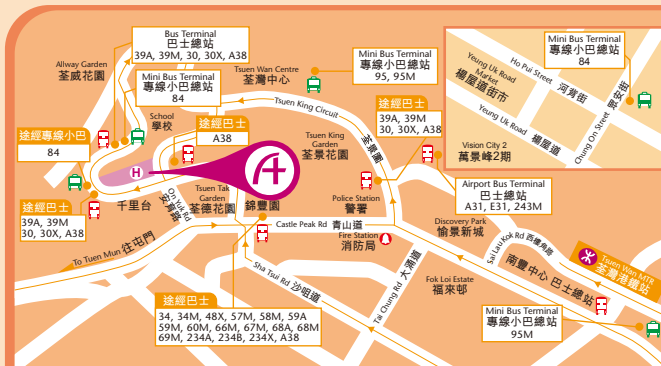 Bus Terminal
巴士總站
39A, 39M, 30, 30X, A38
Allway Garden
荃威花園
Mini Bus Terminal
專線小巴總站
84
Tsuen Wan Centre
荃灣中心
Mini Bus Terminal
專線小巴總站
95, 95M
Mini Bus Terminal
專線小巴總站
84
Yeung Uk Road
Market
楊屋道街市
Ho Pui Street
河背街
Chung On Street
眾安街
Yeung Uk Road
楊屋道
Vision City 2
萬景峰2期
School
學校
Tsuen King Circuit
荃景圍
途經巴士
39A, 39M
30, 30X, A38
途經專線小巴
84
途經巴士
A38
Tsuen King
Garden
荃景花園
H
千里台
途經巴士
39A, 39M
30, 30X, A38
On Yuk Rd
安育路
Tsuen Tak
Garden
荃德花園
錦豐園
Police Station
警署
Airport Bus Terminal
巴士總站
A31, E31, 243M
Castle Peak Rd 青山道
Fire Station
消防局
Discovery Park
愉景新城
To Tuen Mun 往屯門
Sai Lau Kok Rd 西樓角路
Tsuen Wan MTR
荃灣港鐵站
南豐中心 巴士總站
Sha Tsui Rd 沙咀道
Tai Chung Rd 大涌道
Fok Loi Estate
福來邨
途經巴士
34, 34M, 48X, 57M, 58M, 59A
59M, 60M, 66M, 67M, 68A, 68M
69M, 234A, 234B, 234X, A38
Mini Bus Terminal
專線小巴總站
95M